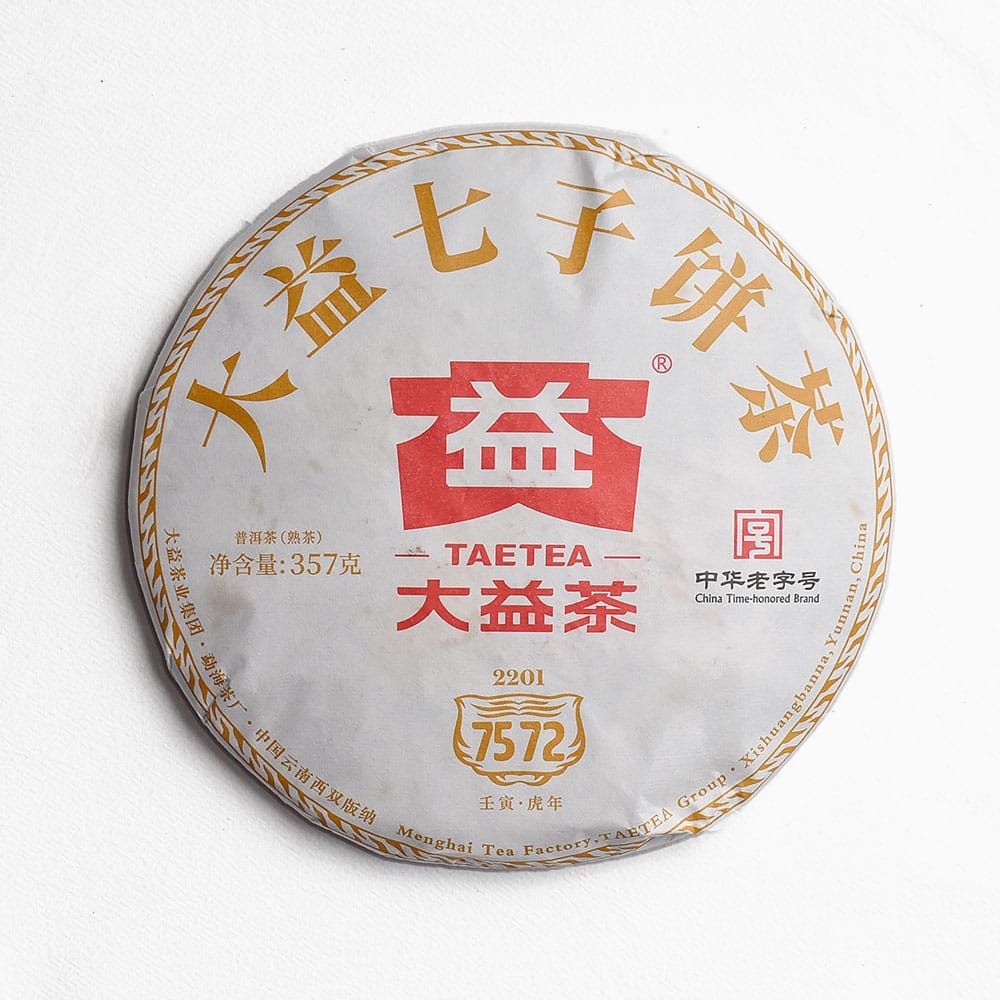 大益七子饼茶
益®
TAETEA
大益茶
普洱茶(熟茶)
净含量:357克
号
中华老字号
China Time-honored Brand
2201
7572
壬寅·虎年
大益茶业集团·勐海茶厂·中国云南西双版纳
Menghai Tea Factory,TAETEA Group·Xishuangbanna,Yunnan,China